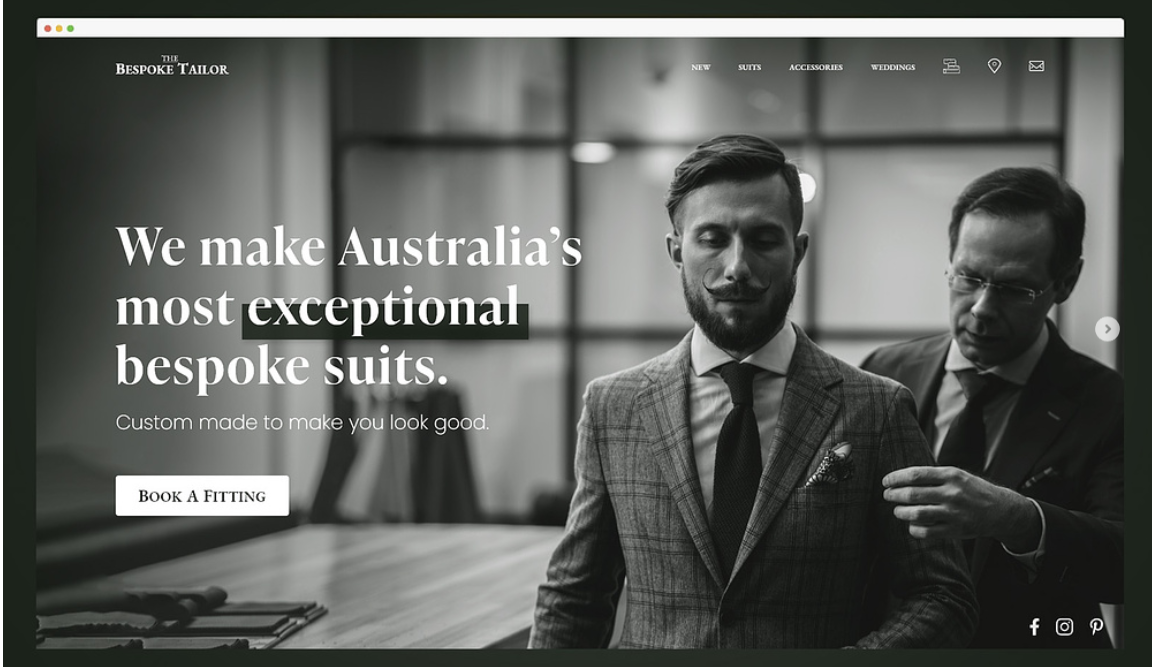 THE
BESPOKE TAILOR
NEW SUITS ACCESSORIES WEDDINGS
We make Australia’s
most exceptional
bespoke suits.
Custom made to make you look good.
BOOK A FITTING